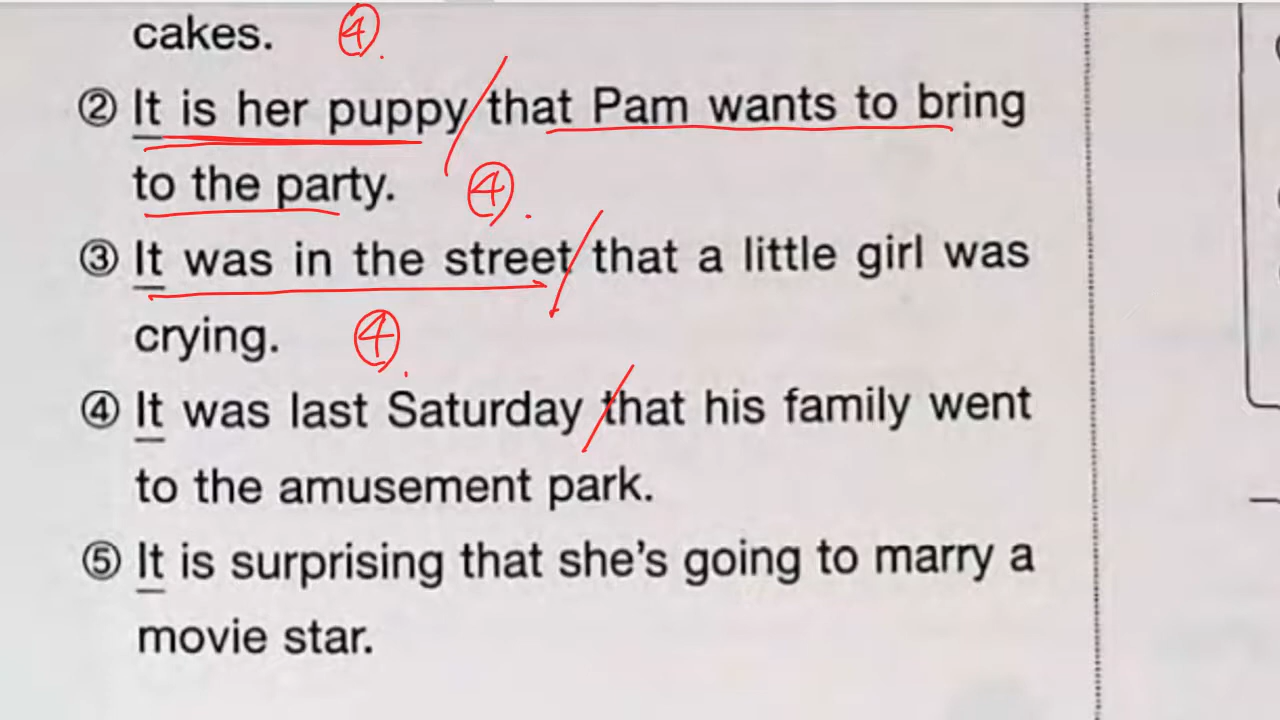 cakes. ④.
② It is her puppy that Pam wants to bring
to the party. ④.
③ It was in the street that a little girl was
crying. ④.
④ It was last Saturday that his family went
to the amusement park.
⑤ It is surprising that she's going to marry a
movie star.